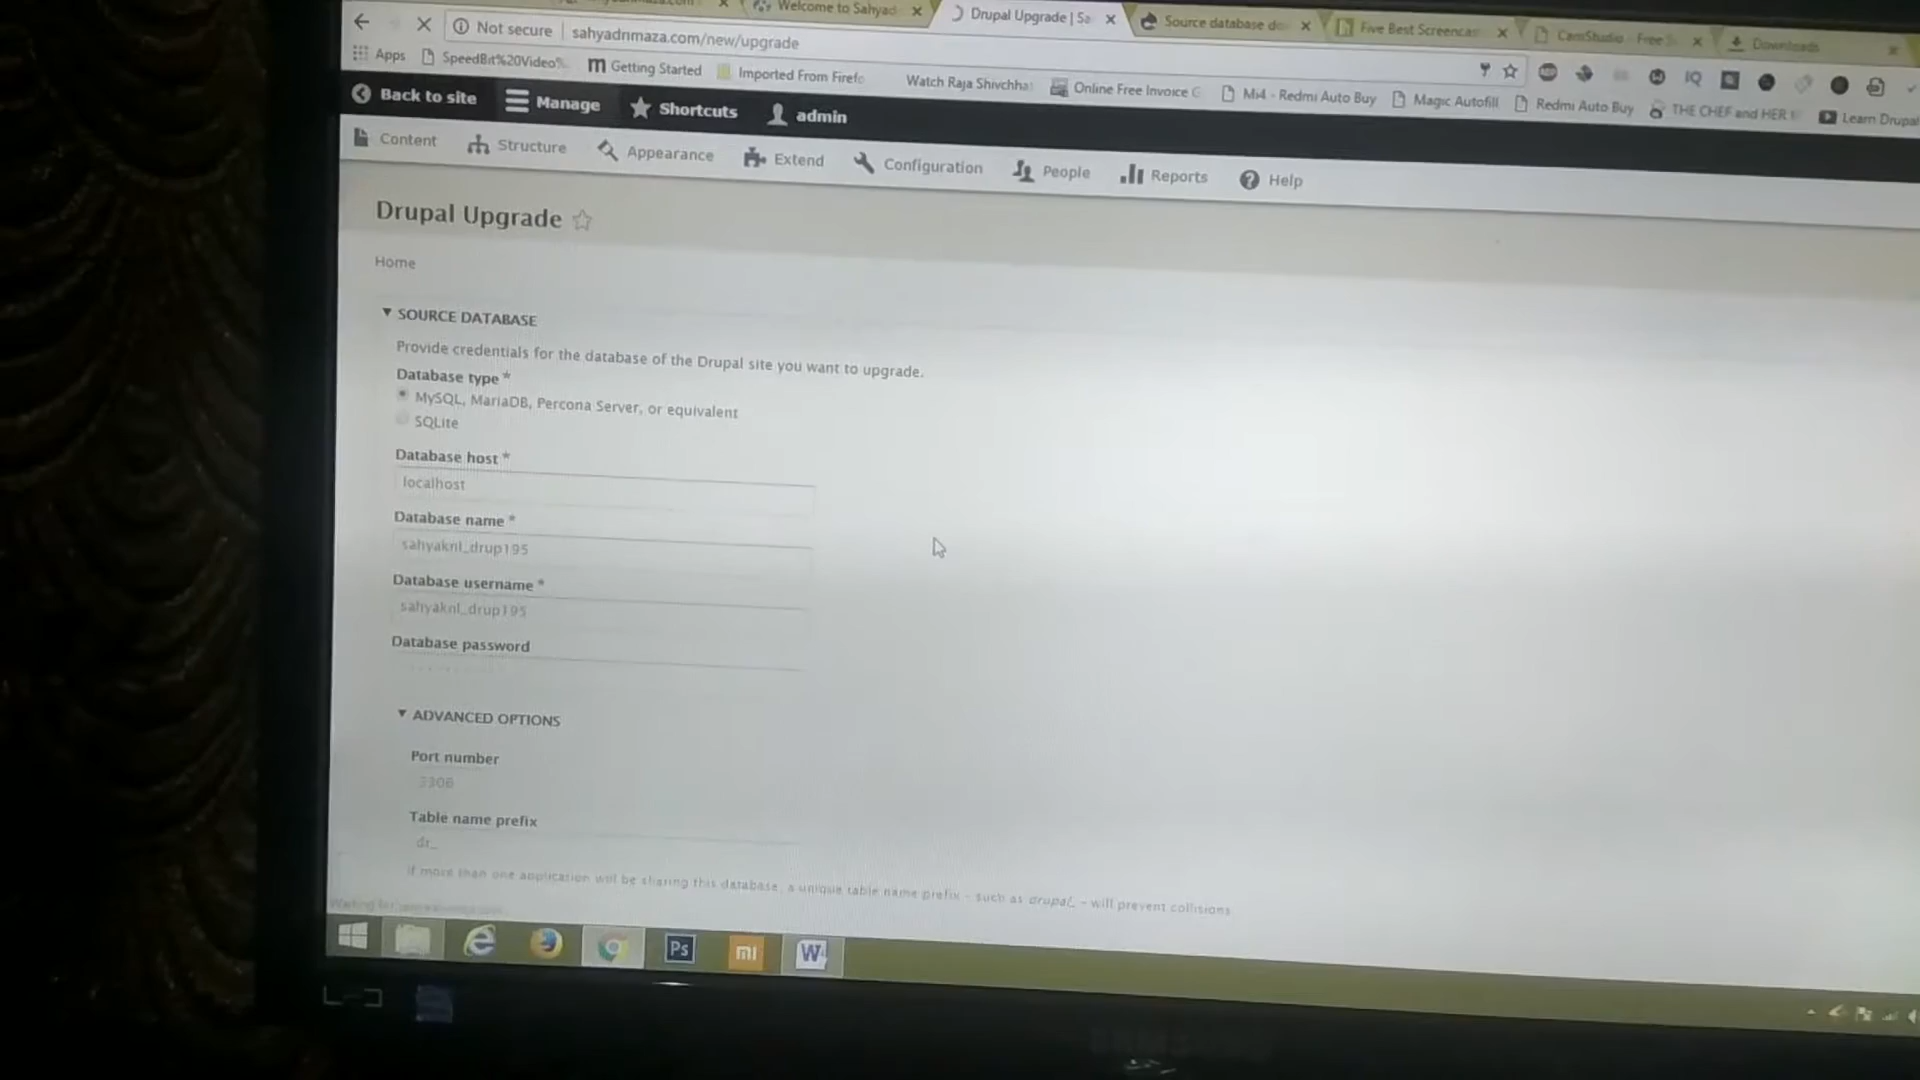 Welcome to Sahyad
Drupal Upgrade | Sa
Source database do
Five Best Screencas
CamStudio - Free S
Downloads
Not secure
sahyadrimaza.com/new/upgrade
Apps
SpeedBit%20Video%
Getting Started
Imported From Firefo
Watch Raja Shivchha
Online Free Invoice G
Mi4 - Redmi Auto Buy
Magic Autofill
Redmi Auto Buy
THE CHEF and HER
Learn Drupal
Back to site
Manage
Shortcuts
admin
Content
Structure
Appearance
Extend
Configuration
People
Reports
Help
Drupal Upgrade
Home
SOURCE DATABASE
Provide credentials for the database of the Drupal site you want to upgrade.
Database type *
MySQL, MariaDB, Percona Server, or equivalent
SQLite
Database host *
localhost
Database name *
sahyaknl_drup195
Database username *
sahyaknl_drup195
Database password
ADVANCED OPTIONS
Port number
3306
Table name prefix
dr_
If more than one application will be sharing this database, a unique table name prefix - such as drupal_ - will prevent collisions.
Ps
mi
W